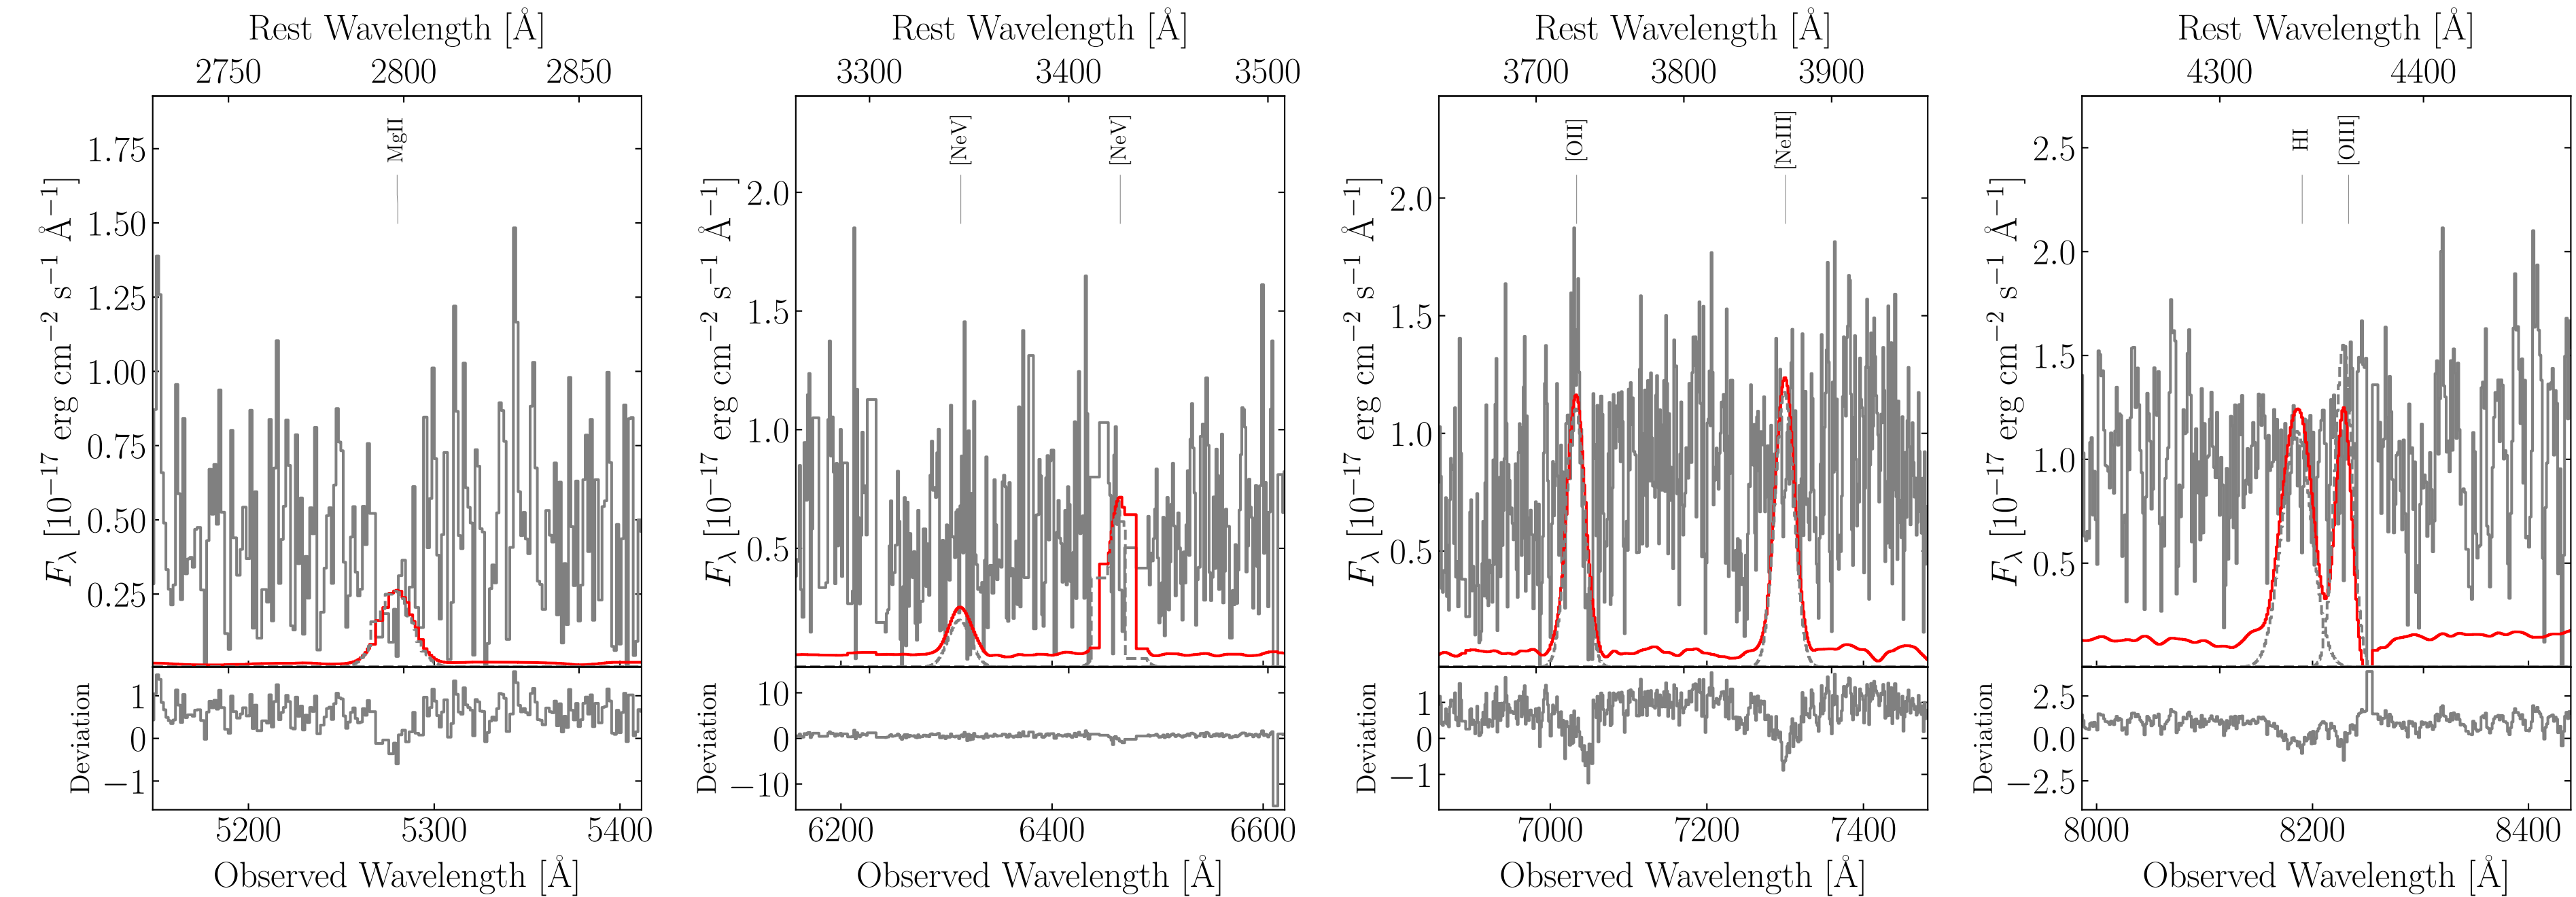 Rest Wavelength [Å]
2750 2800 2850
MgII
1.75
1.50
1.25
1.00
0.75
0.50
0.25
F_λ [10⁻¹⁷ erg cm⁻² s⁻¹ Å⁻¹]
1
0
−1
Deviation
5200 5300 5400
Observed Wavelength [Å]
Rest Wavelength [Å]
3300 3400 3500
[NeV] [NeV]
2.0
1.5
1.0
0.5
F_λ [10⁻¹⁷ erg cm⁻² s⁻¹ Å⁻¹]
10
0
−10
Deviation
6200 6400 6600
Observed Wavelength [Å]
Rest Wavelength [Å]
3700 3800 3900
[OII] [NeIII]
2.0
1.5
1.0
0.5
F_λ [10⁻¹⁷ erg cm⁻² s⁻¹ Å⁻¹]
1
0
−1
Deviation
7000 7200 7400
Observed Wavelength [Å]
Rest Wavelength [Å]
4300 4400
HI [OIII]
2.5
2.0
1.5
1.0
0.5
F_λ [10⁻¹⁷ erg cm⁻² s⁻¹ Å⁻¹]
2.5
0.0
−2.5
Deviation
8000 8200 8400
Observed Wavelength [Å]